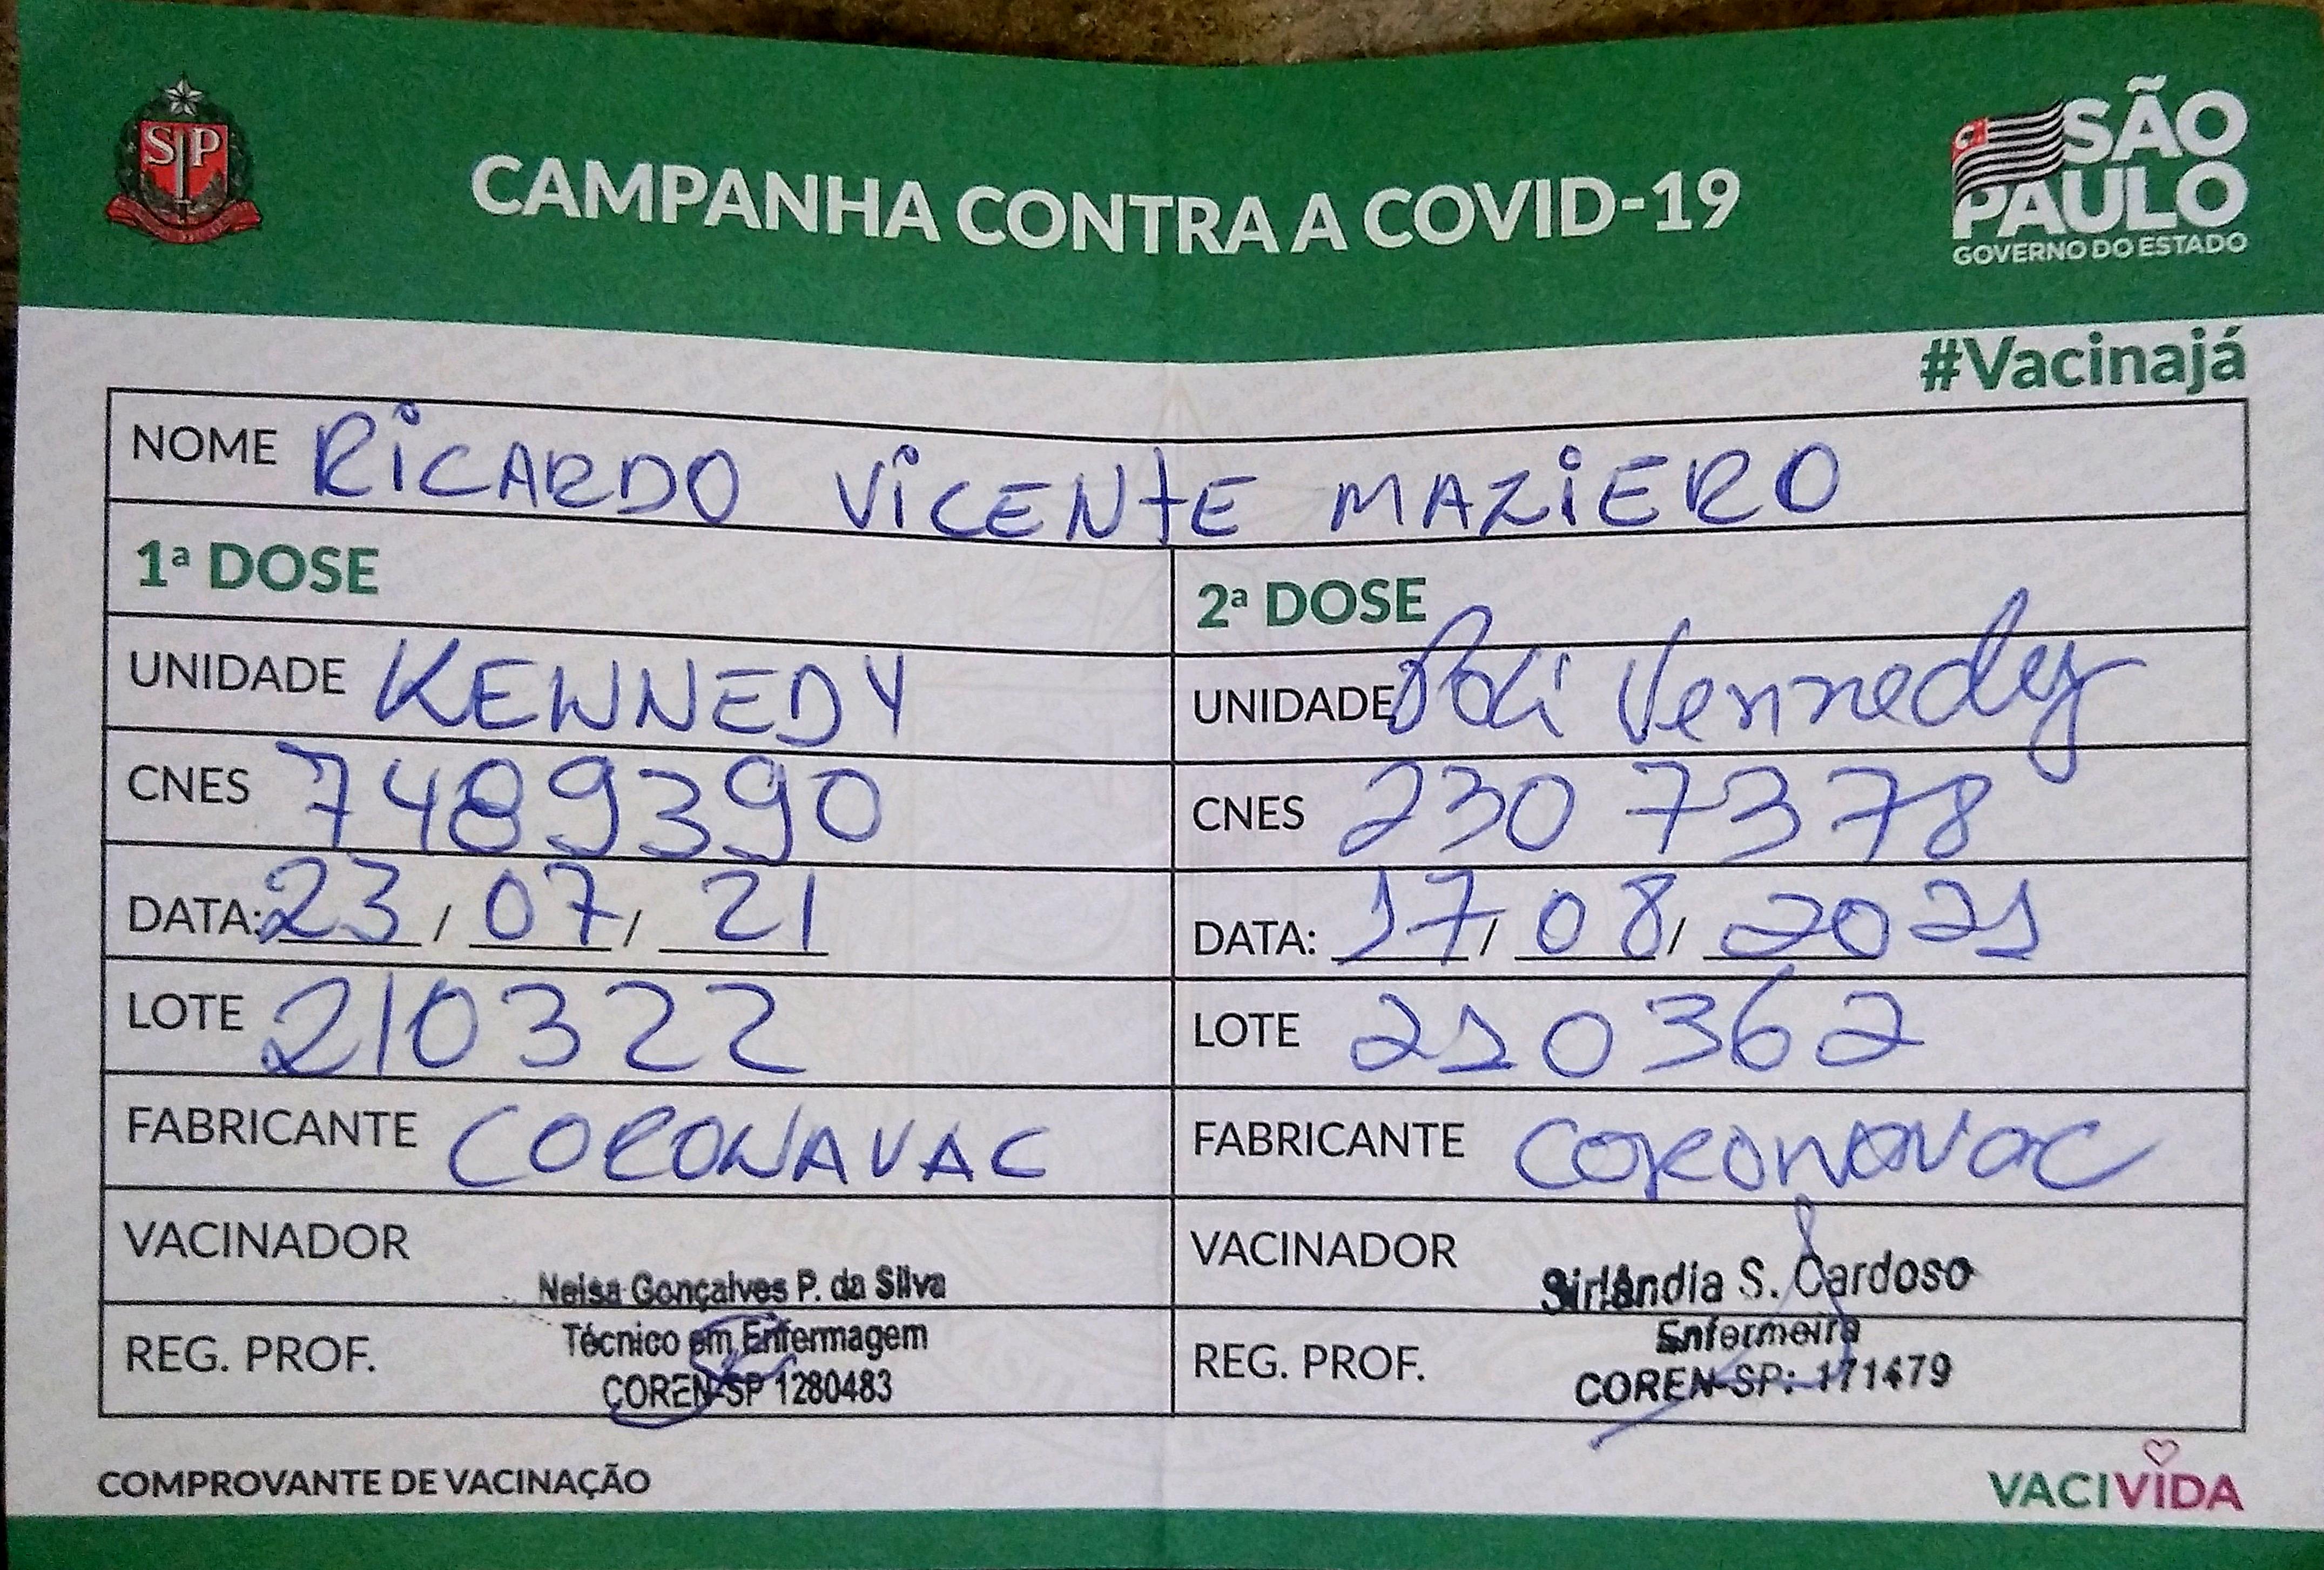 SP
CAMPANHA CONTRA A COVID-19
SÃO
PAULO
GOVERNO DO ESTADO
#Vacinajá
NOME RICARDO VICENTE MAZIERO
1ª DOSE
UNIDADE KENNEDY
CNES 7489390
DATA: 23 / 07 / 21
LOTE 210322
FABRICANTE CORONAVAC
VACINADOR
Nelsa Gonçalves P. da Silva
REG. PROF.
Técnico em Enfermagem
COREN-SP 1280483
2ª DOSE
UNIDADE Poli Kennedy
CNES 2307378
DATA: 17 / 08 / 2021
LOTE 210362
FABRICANTE CORONAVAC
VACINADOR
Sirlândia S. Cardoso
REG. PROF.
Enfermeira
COREN-SP: 171479
COMPROVANTE DE VACINAÇÃO
VACIVIDA